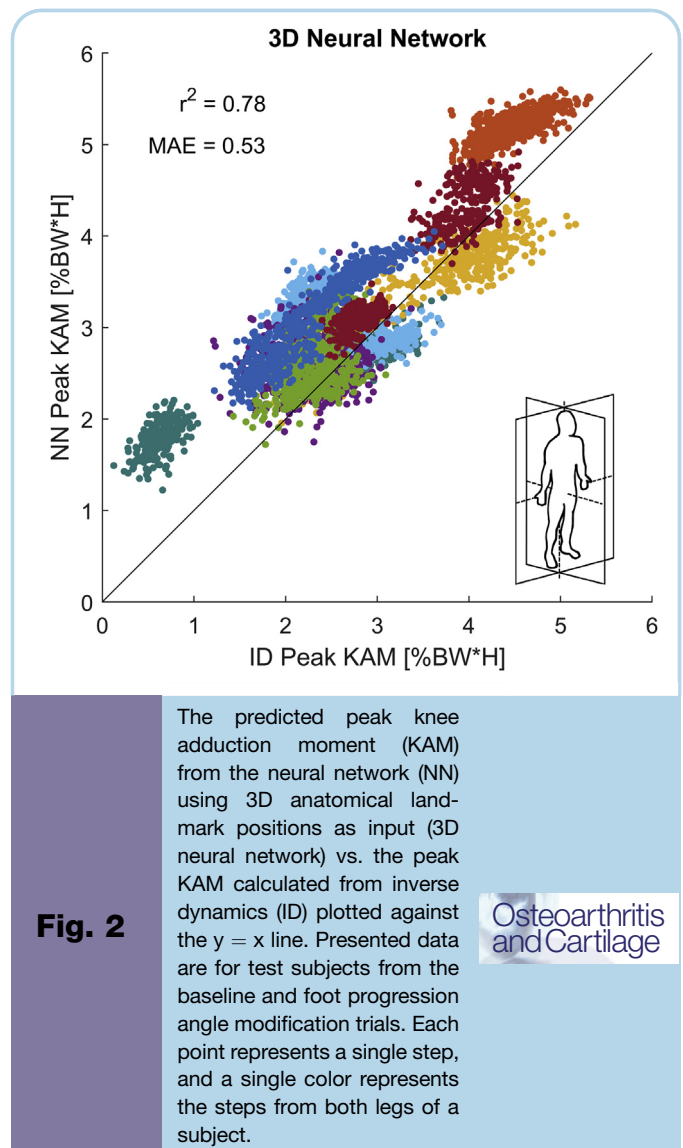 3D Neural Network
r² = 0.78
MAE = 0.53
NN Peak KAM [%BW*H]
6
5
4
3
2
1
0
0 1 2 3 4 5 6
ID Peak KAM [%BW*H]
Fig. 2
The predicted peak knee
adduction moment (KAM)
from the neural network (NN)
using 3D anatomical land-
mark positions as input (3D
neural network) vs. the peak
KAM calculated from inverse
dynamics (ID) plotted against
the y = x line. Presented data
are for test subjects from the
baseline and foot progression
angle modification trials. Each
point represents a single step,
and a single color represents
the steps from both legs of a
subject.
Osteoarthritis
and Cartilage